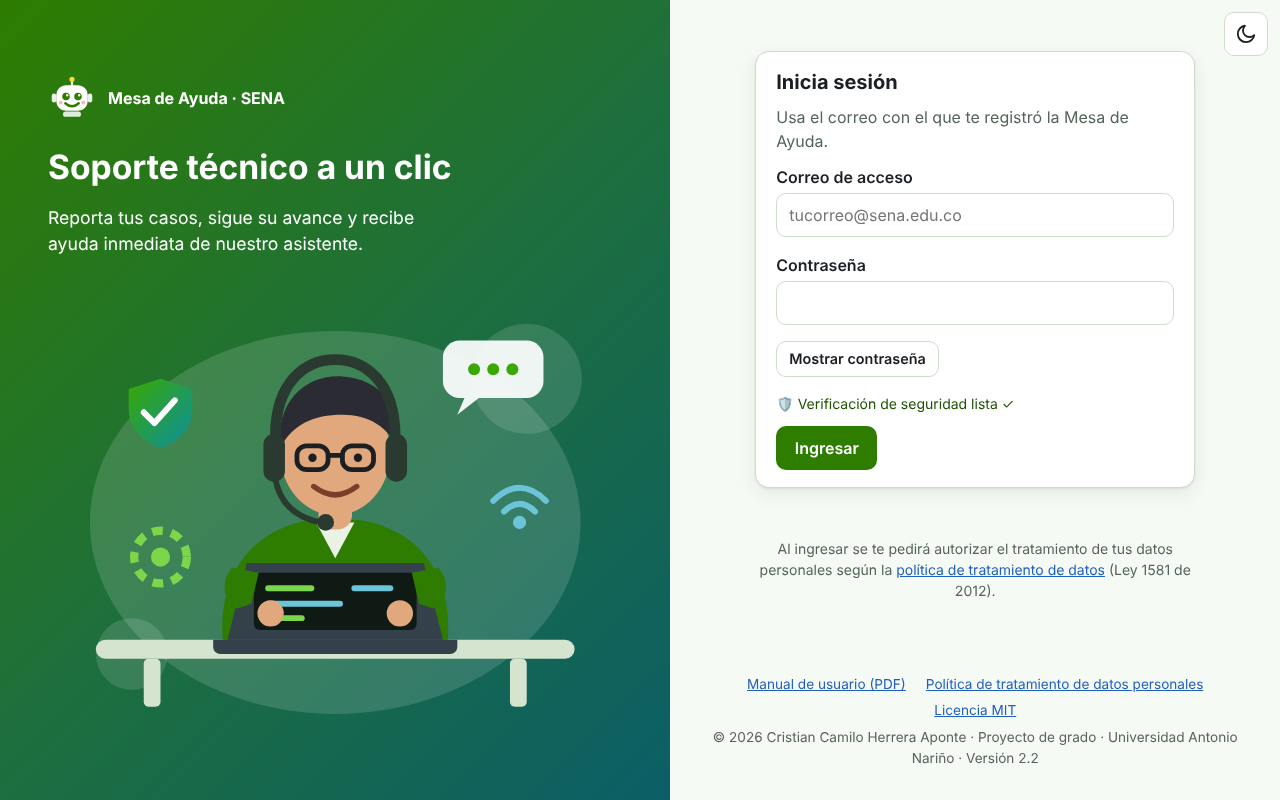 Mesa de Ayuda · SENA
Soporte técnico a un clic
Reporta tus casos, sigue su avance y recibe
ayuda inmediata de nuestro asistente.
Inicia sesión
Usa el correo con el que te registró la Mesa de
Ayuda.
Correo de acceso
tucorreo@sena.edu.co
Contraseña
Mostrar contraseña
Verificación de seguridad lista ✓
Ingresar
Al ingresar se te pedirá autorizar el tratamiento de tus datos
personales según la política de tratamiento de datos (Ley 1581 de
2012).
Manual de usuario (PDF) Política de tratamiento de datos personales
Licencia MIT
© 2026 Cristian Camilo Herrera Aponte · Proyecto de grado · Universidad Antonio
Nariño · Versión 2.2